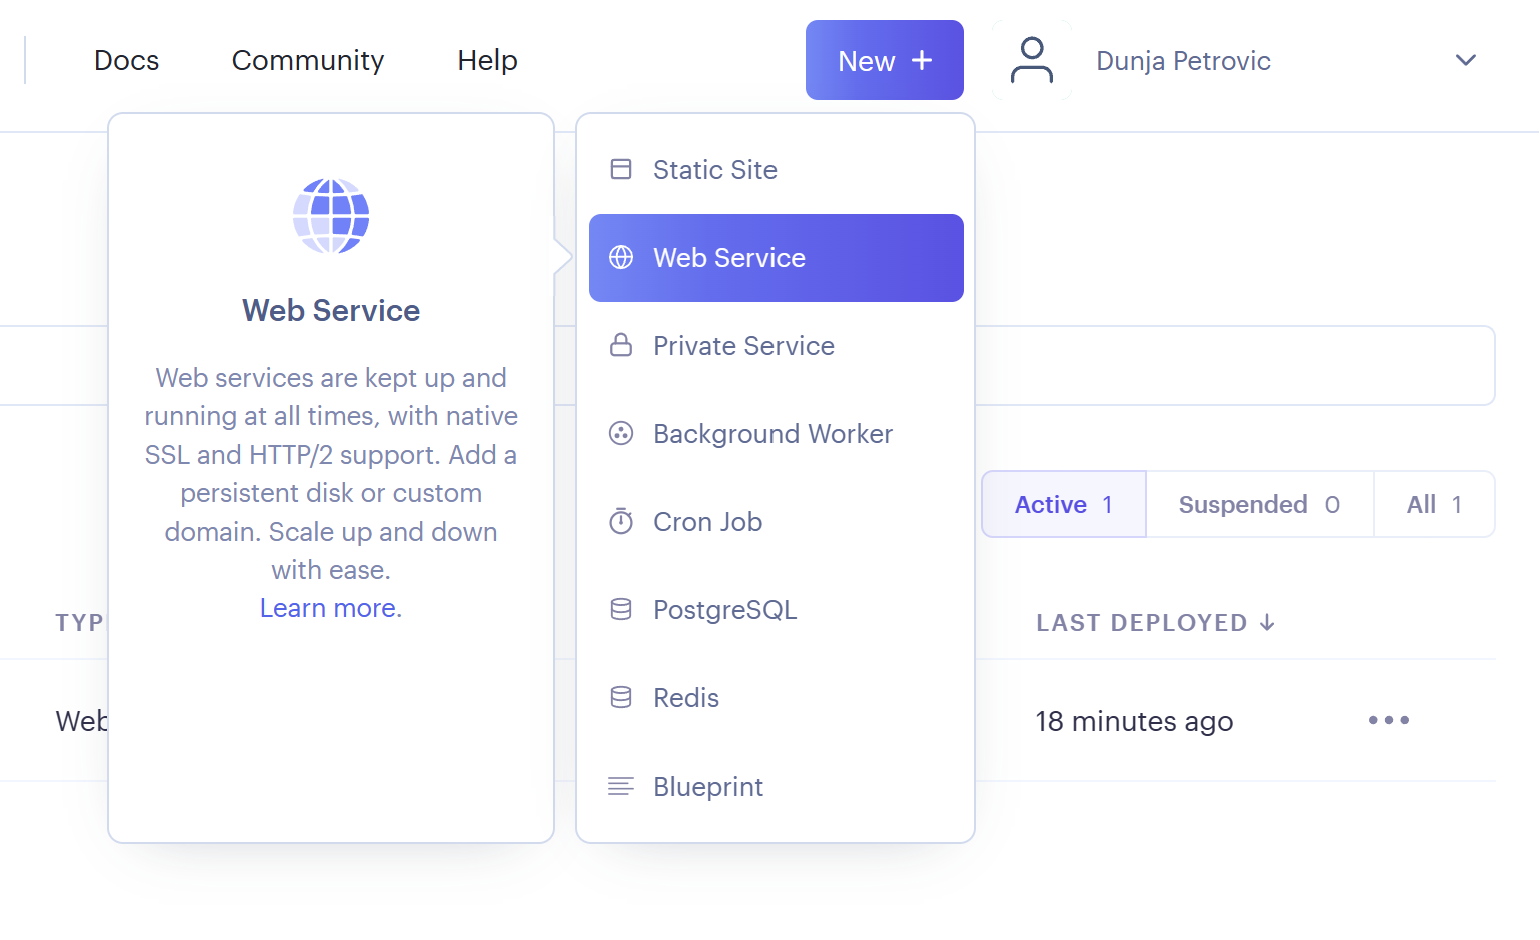 Docs
Community
Help
New +
Dunja Petrovic
Web Service
Web services are kept up and
running at all times, with native
SSL and HTTP/2 support. Add a
persistent disk or custom
domain. Scale up and down
with ease.
Learn more.
Static Site
Web Service
Private Service
Background Worker
Cron Job
PostgreSQL
Redis
Blueprint
Active 1
Suspended 0
All 1
TYP
LAST DEPLOYED ↓
Web
18 minutes ago